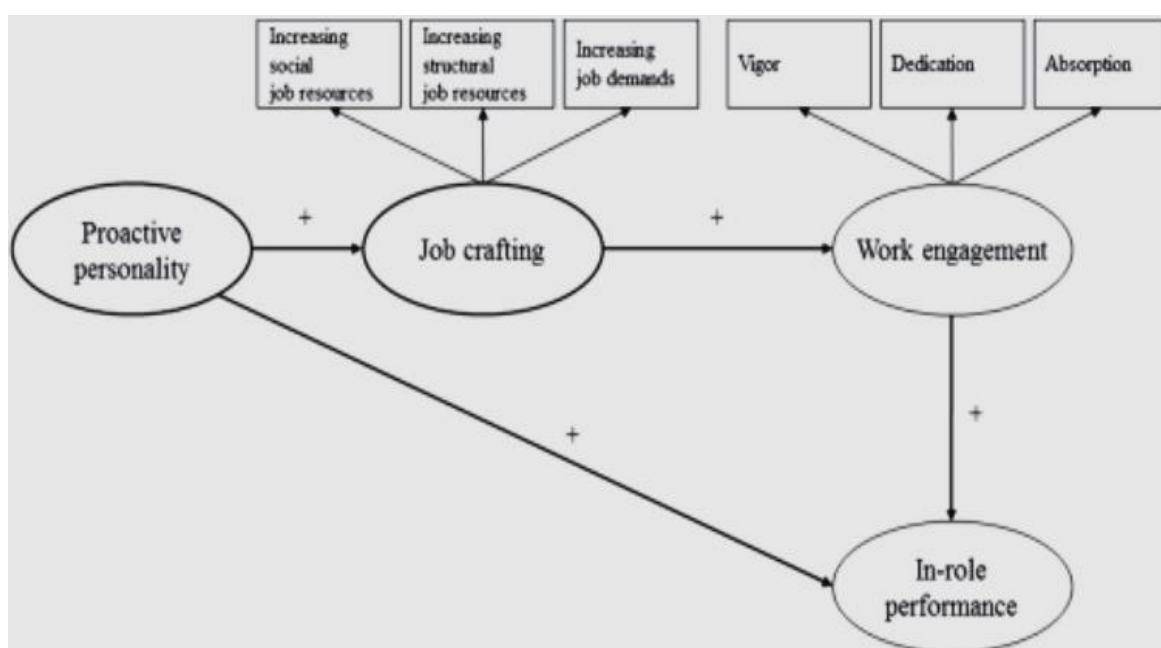 Increasing
social
job resources
Increasing
structural
job resources
Increasing
job demands
Vigor
Dedication
Absorption
Proactive
personality
+
Job crafting
+
Work engagement
+
+
In-role
performance